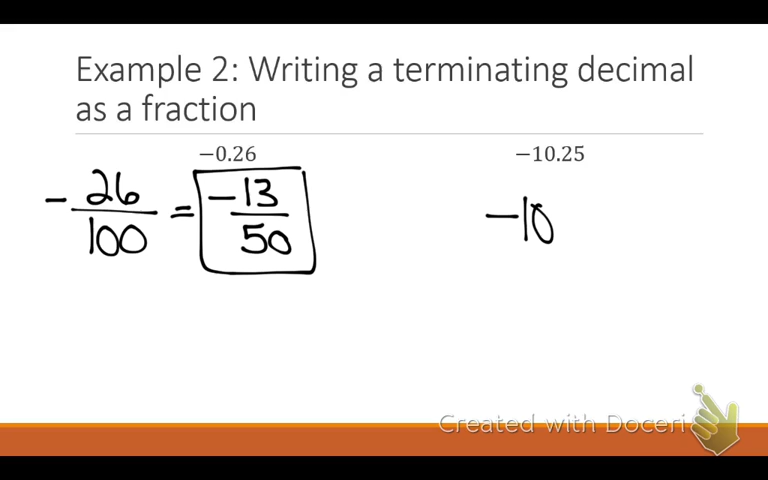 Example 2: Writing a terminating decimal
as a fraction
−0.26
−10.25
- 26/100 = -13/50
-10
Created with Doceri